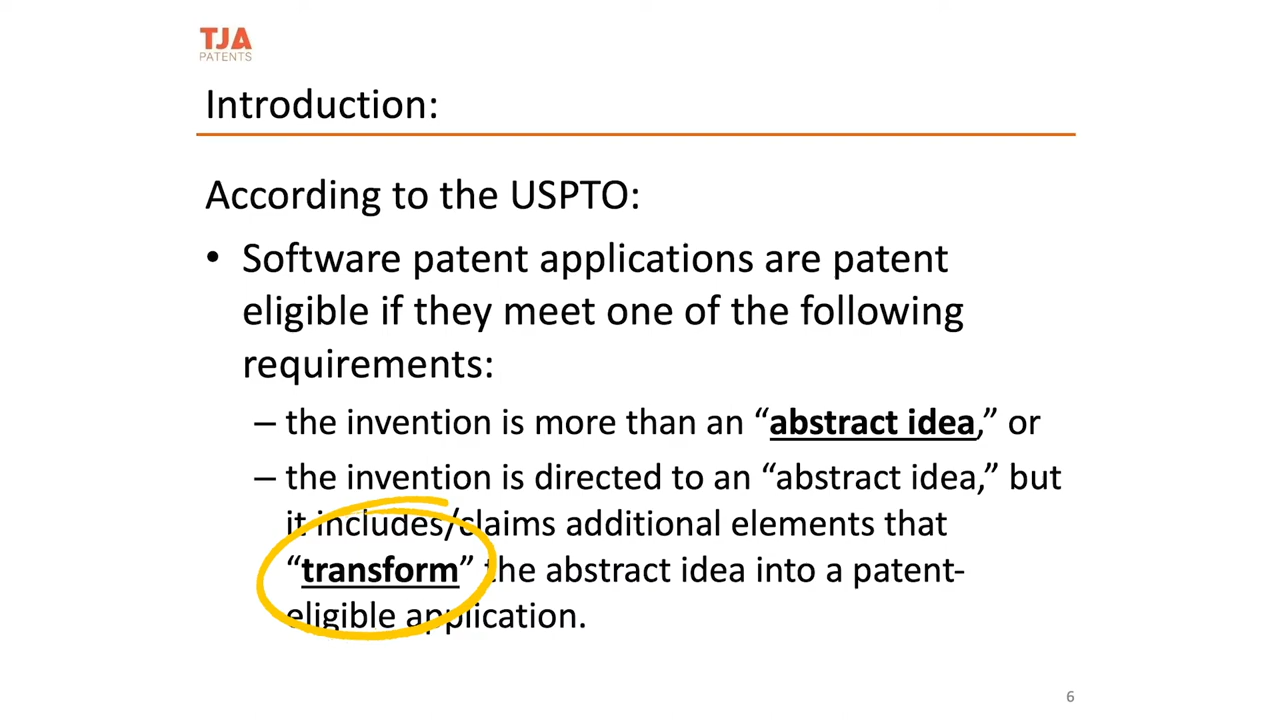 TJA
PATENTS
Introduction:
According to the USPTO:
• Software patent applications are patent
eligible if they meet one of the following
requirements:
– the invention is more than an “abstract idea,” or
– the invention is directed to an “abstract idea,” but
it includes/claims additional elements that
“transform” the abstract idea into a patent-
eligible application.
6